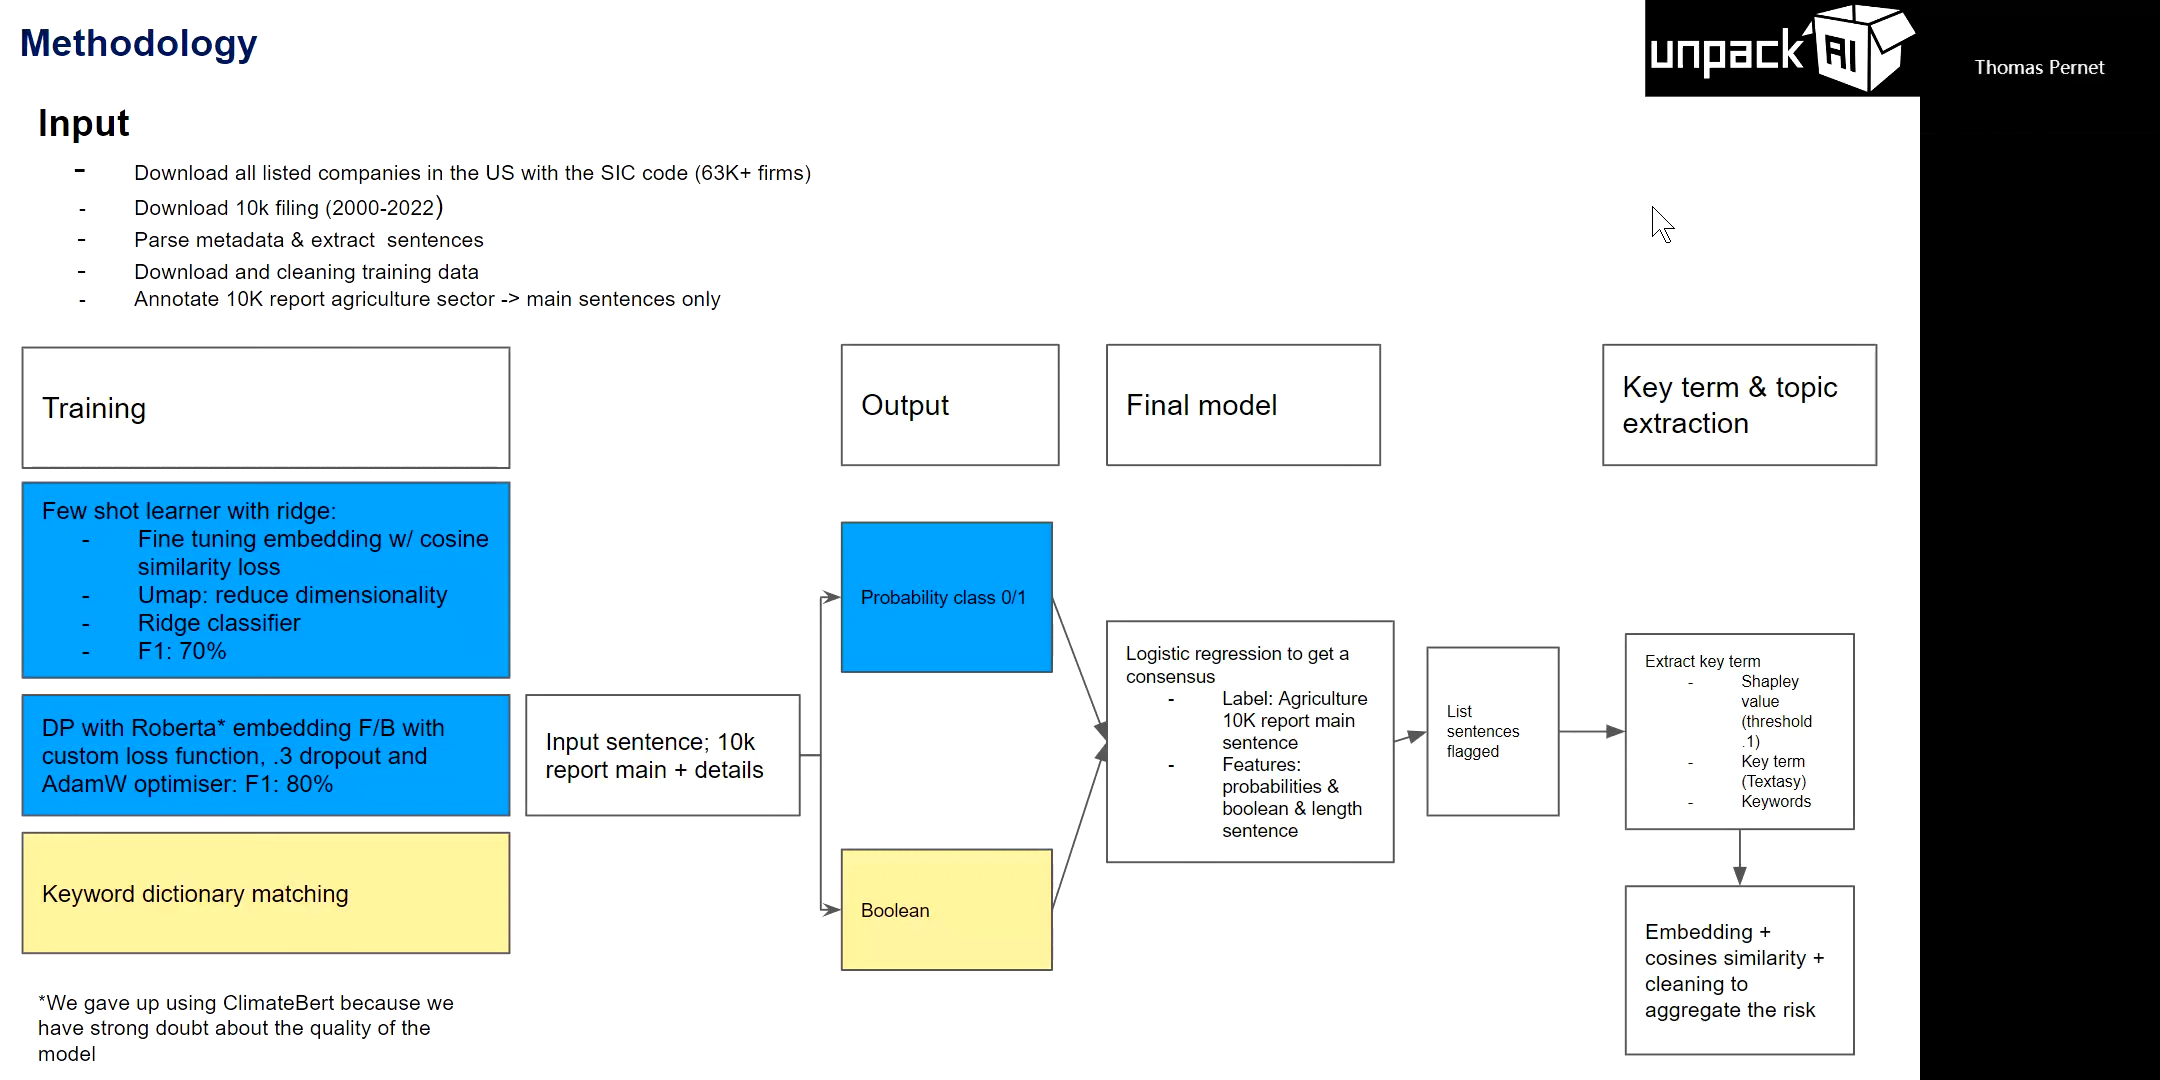 Methodology
unpackAI
Thomas Pernet
Input
- Download all listed companies in the US with the SIC code (63K+ firms)
- Download 10k filing (2000-2022)
- Parse metadata & extract sentences
- Download and cleaning training data
- Annotate 10K report agriculture sector -> main sentences only
Training
Output
Final model
Key term & topic
extraction
Few shot learner with ridge:
- Fine tuning embedding w/ cosine
similarity loss
- Umap: reduce dimensionality
- Ridge classifier
- F1: 70%
DP with Roberta* embedding F/B with
custom loss function, .3 dropout and
AdamW optimiser: F1: 80%
Keyword dictionary matching
Input sentence; 10k
report main + details
Probability class 0/1
Boolean
Logistic regression to get a
consensus
- Label: Agriculture
10K report main
sentence
- Features:
probabilities &
boolean & length
sentence
List
sentences
flagged
Extract key term
- Shapley
value
(threshold
.1)
- Key term
(Textasy)
- Keywords
Embedding +
cosines similarity +
cleaning to
aggregate the risk
*We gave up using ClimateBert because we
have strong doubt about the quality of the
model